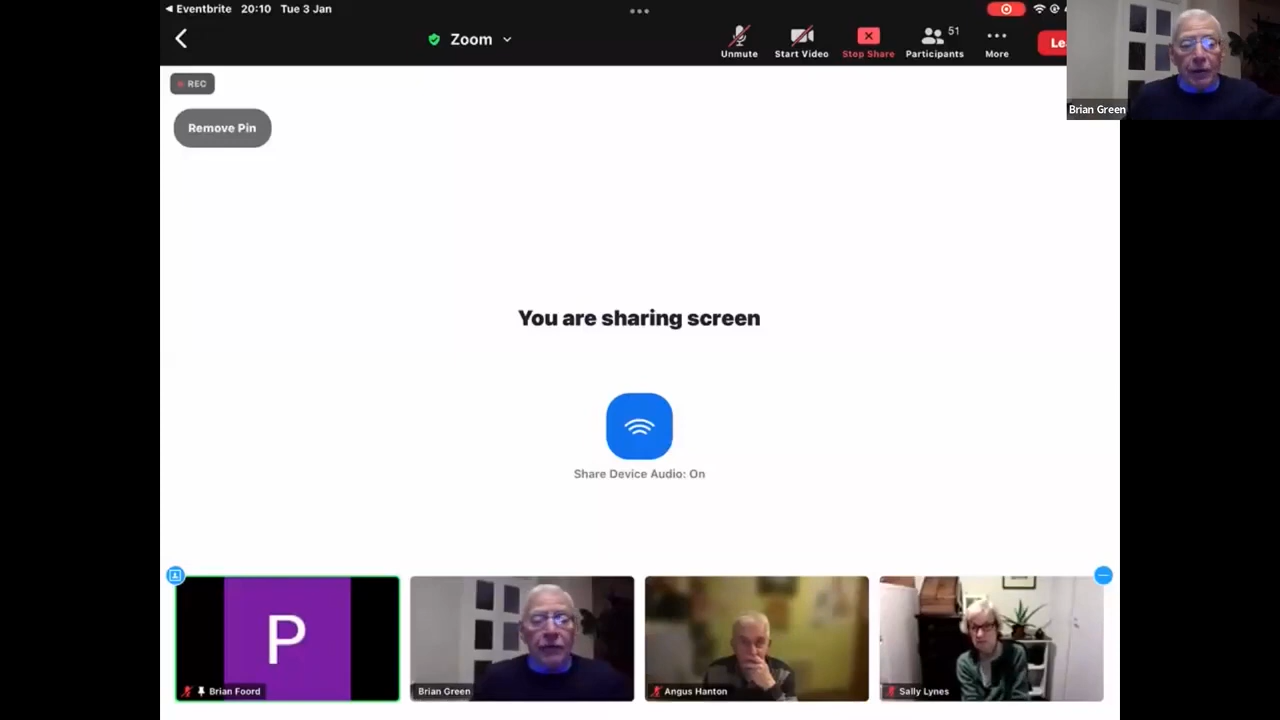 Eventbrite 20:10 Tue 3 Jan
Zoom
Unmute
Start Video
Stop Share
Participants
51
More
Le
Brian Green
REC
Remove Pin
You are sharing screen
Share Device Audio: On
P
Brian Foord
Brian Green
Angus Hanton
Sally Lynes